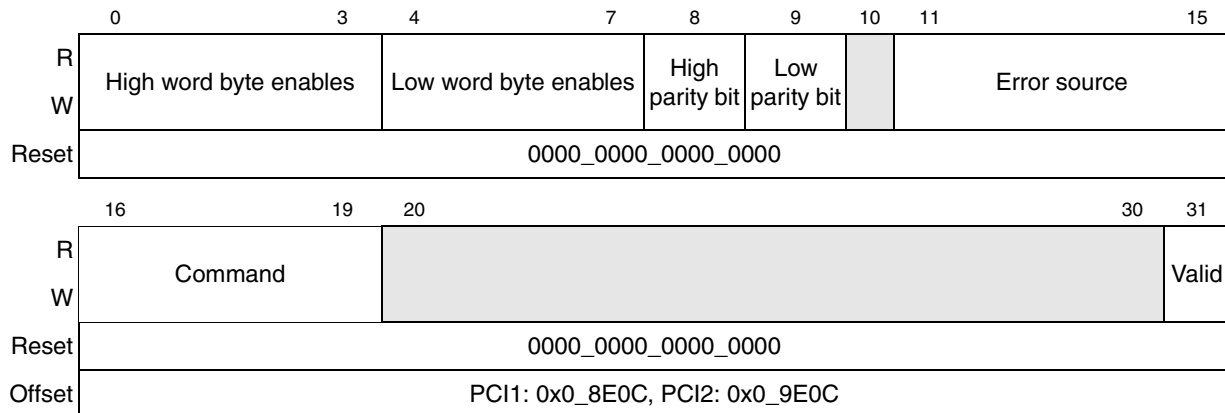 0 3 4 7 8 9 10 11 15
R
W
High word byte enables Low word byte enables High parity bit Low parity bit Error source
Reset 0000_0000_0000_0000
16 19 20 30 31
R
W
Command Valid
Reset 0000_0000_0000_0000
Offset PCI1: 0x0_8E0C, PCI2: 0x0_9E0C